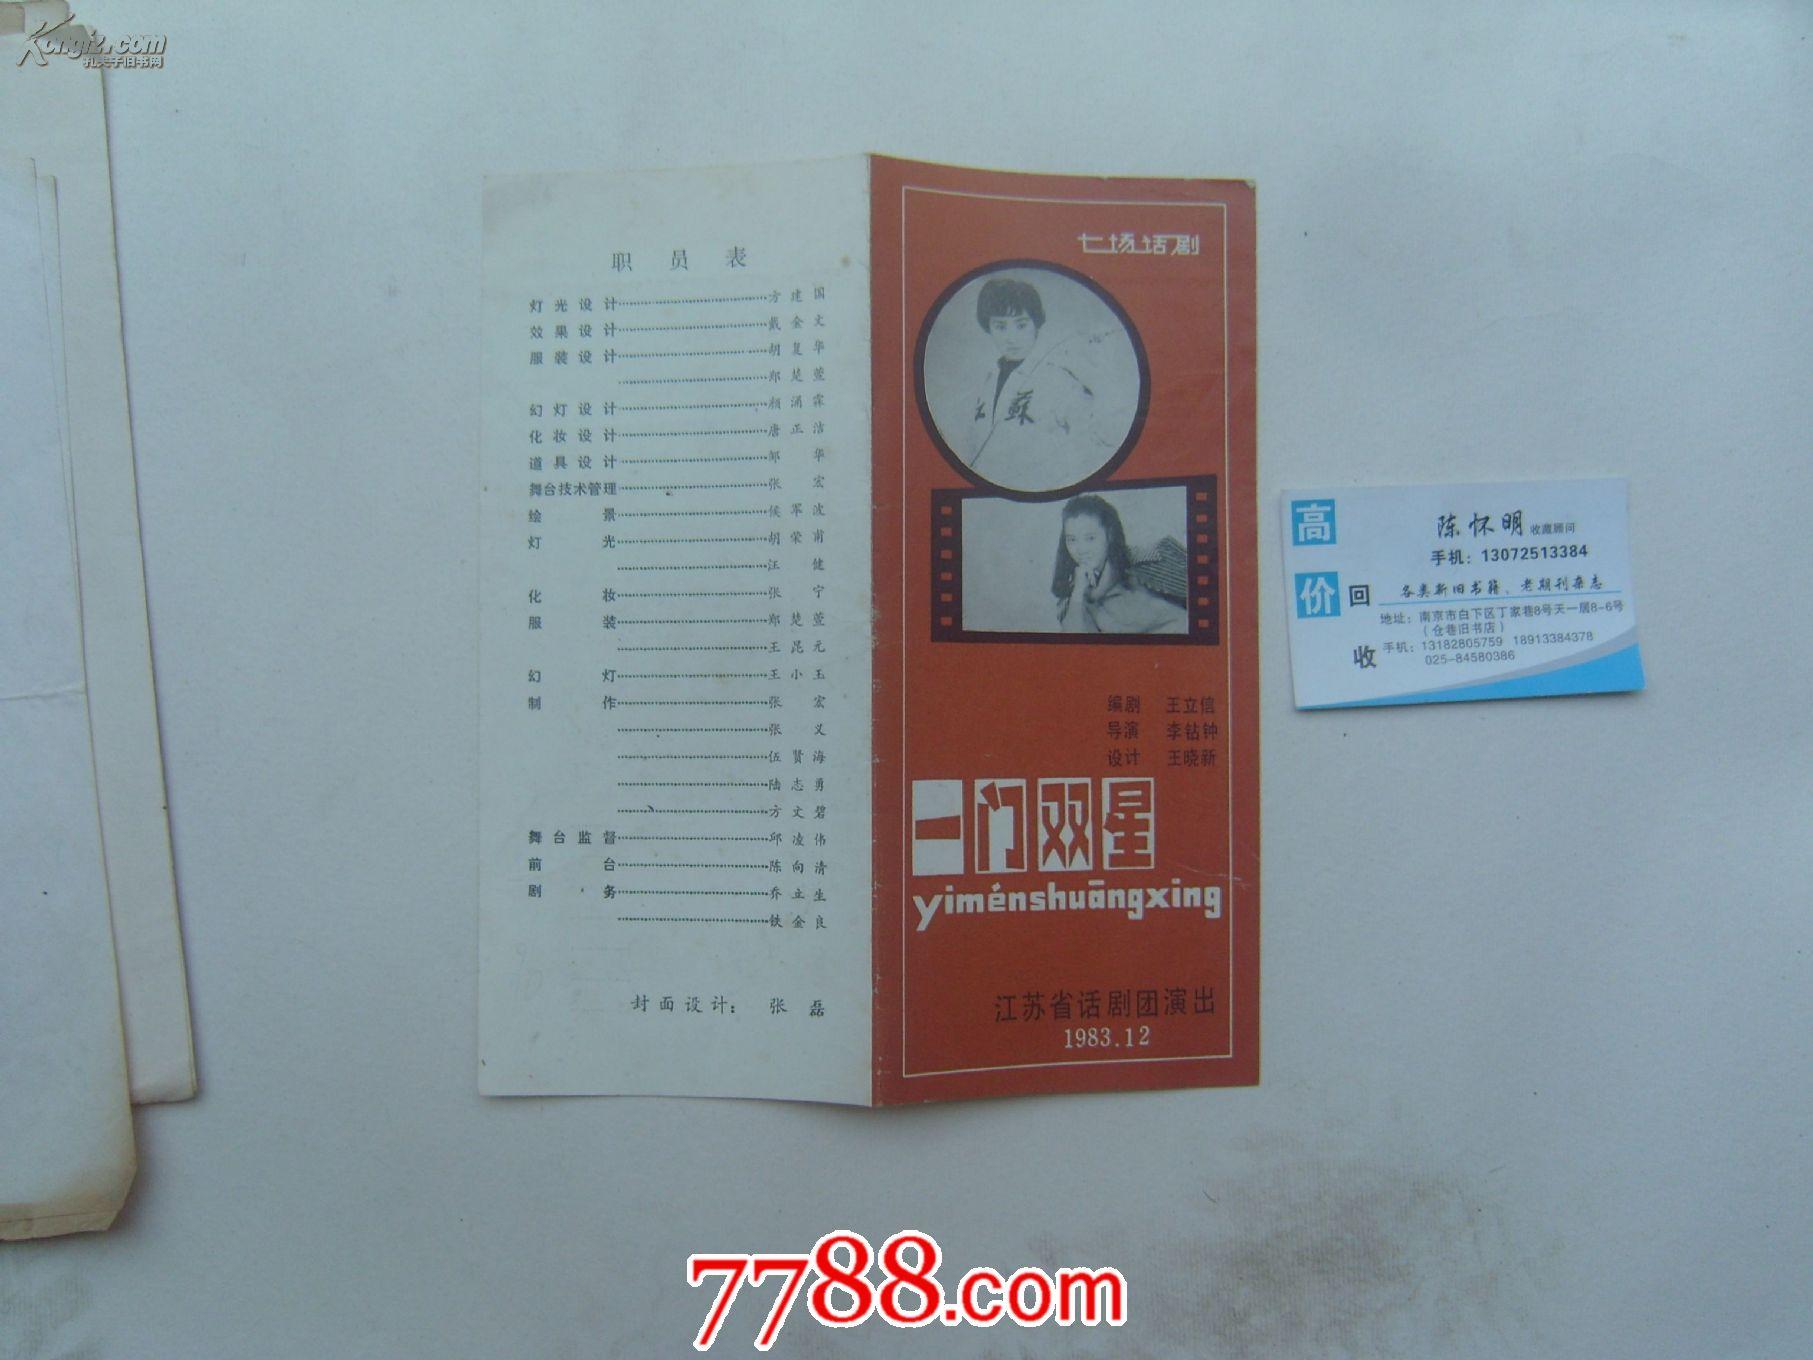 Kongfz.com
孔夫子旧书网
职员表
灯光设计……方建国
效果设计……戴金文
服装设计……胡复华
……郑楚萱
幻灯设计……颜涌霖
化妆设计……唐正洁
道具设计……邹华
舞台技术管理……张宏
绘景……侯军波
灯光……胡荣甫
……汪健
化妆……张宁
服装……郑楚萱
……王昆元
幻灯……王小玉
制作……张宏
……张义
……伍贤海
……陆志勇
……方文碧
舞台监督……邱凌伟
前台……陈向清
剧务……乔立生
……铁金良
封面设计：张磊
七场话剧
苏
编剧 王立信
导演 李钻钟
设计 王晓新
一门双星
yiménshuāngxīng
江苏省话剧团演出
1983.12
高价回收
陈怀明 收藏顾问
手机：13072513384
各类新旧书籍、老期刊杂志
地址：南京市白下区丁家巷8号天一居8-6号
（仓巷旧书店）
手机：13182805759 18913384378
025-84580386
7788.com